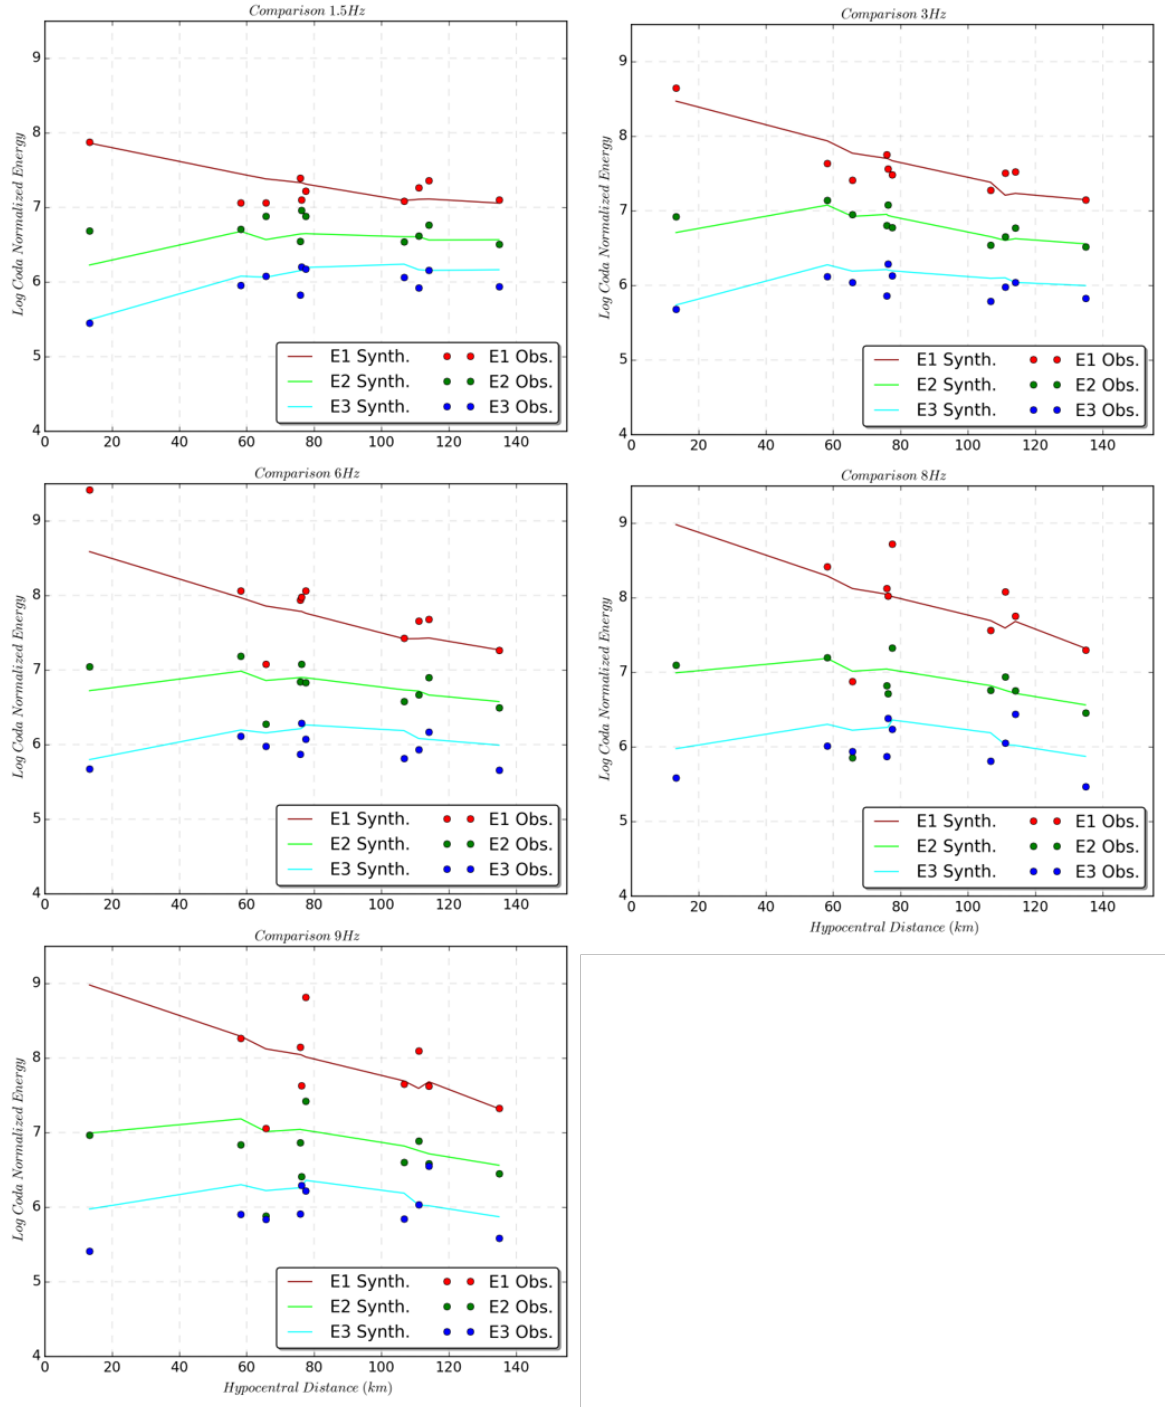 Comparison 1.5Hz
Log Coda Normalized Energy
9
8
7
6
5
4
0 20 40 60 80 100 120 140
E1 Synth. E1 Obs.
E2 Synth. E2 Obs.
E3 Synth. E3 Obs.
Comparison 3Hz
Log Coda Normalized Energy
9
8
7
6
5
4
0 20 40 60 80 100 120 140
E1 Synth. E1 Obs.
E2 Synth. E2 Obs.
E3 Synth. E3 Obs.
Comparison 6Hz
Log Coda Normalized Energy
9
8
7
6
5
4
0 20 40 60 80 100 120 140
E1 Synth. E1 Obs.
E2 Synth. E2 Obs.
E3 Synth. E3 Obs.
Comparison 8Hz
Log Coda Normalized Energy
9
8
7
6
5
4
0 20 40 60 80 100 120 140
E1 Synth. E1 Obs.
E2 Synth. E2 Obs.
E3 Synth. E3 Obs.
Hypocentral Distance (km)
Comparison 9Hz
Log Coda Normalized Energy
9
8
7
6
5
4
0 20 40 60 80 100 120 140
E1 Synth. E1 Obs.
E2 Synth. E2 Obs.
E3 Synth. E3 Obs.
Hypocentral Distance (km)